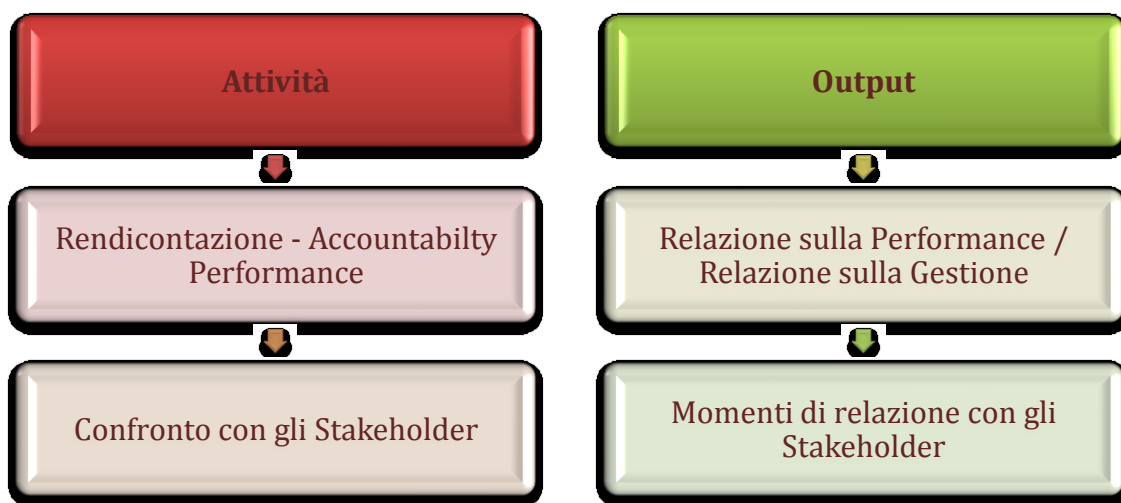 Attività
Rendicontazione - Accountabilty
Performance
Confronto con gli Stakeholder
Output
Relazione sulla Performance /
Relazione sulla Gestione
Momenti di relazione con gli
Stakeholder